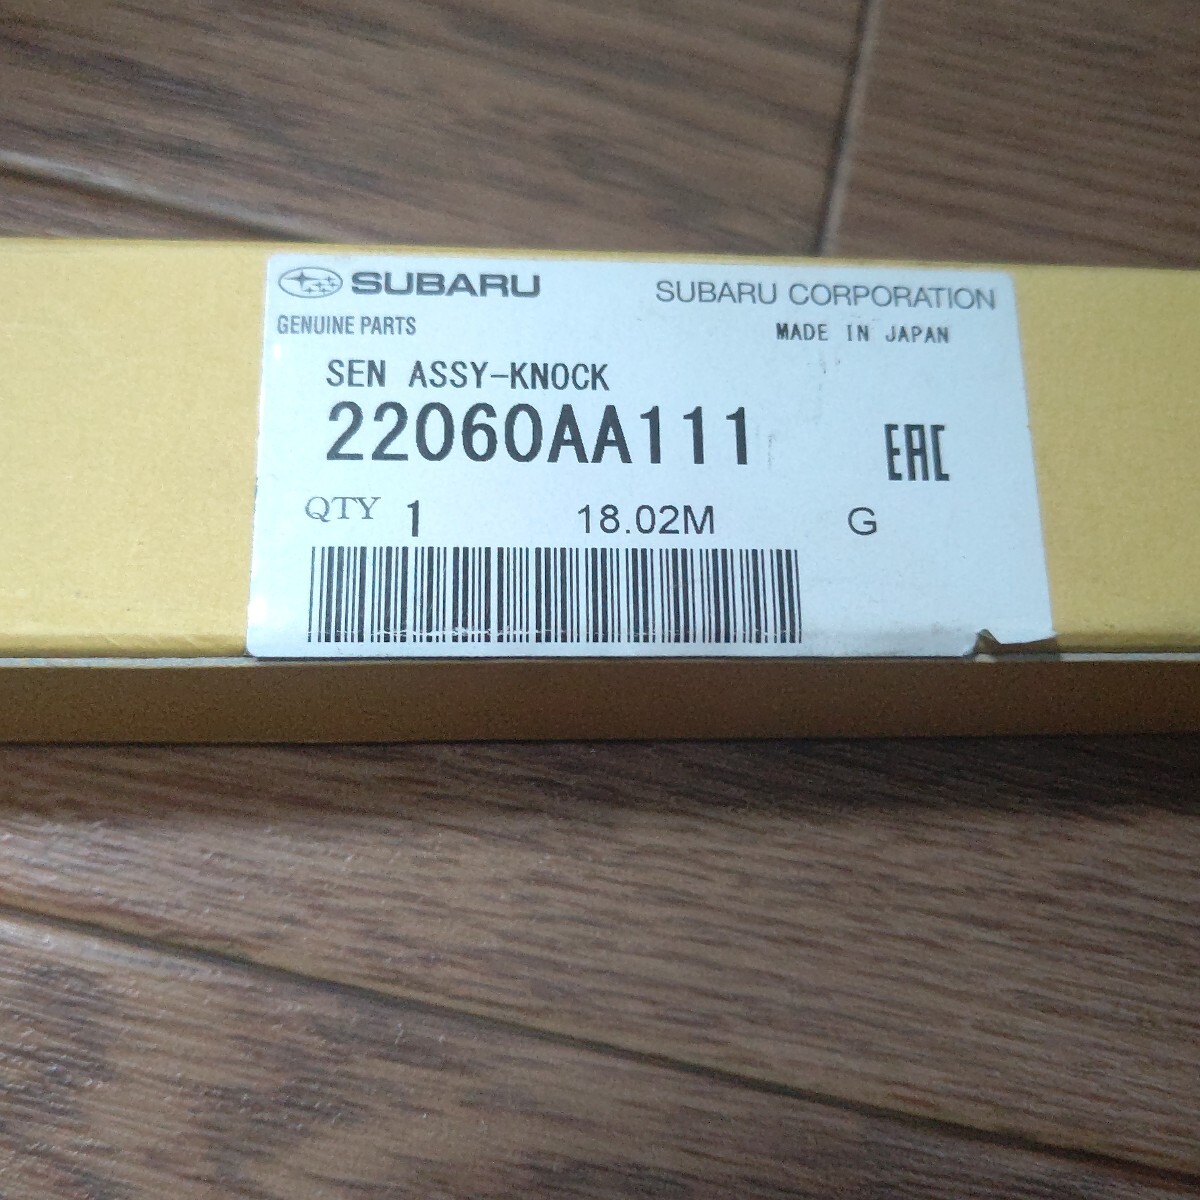 SUBARU SUBARU CORPORATION
GENUINE PARTS MADE IN JAPAN
SEN ASSY-KNOCK
22060AA111 EAC
QTY 1 18.02M G